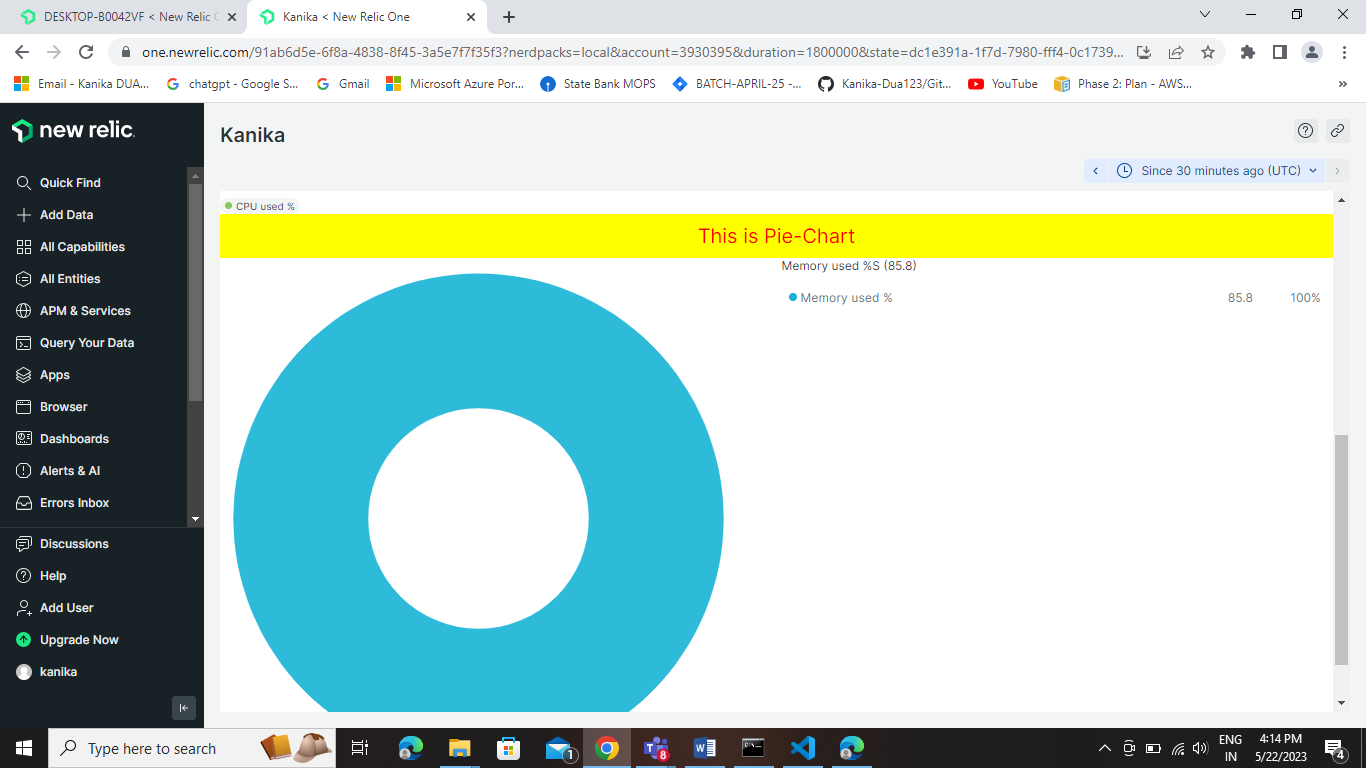 DESKTOP-B0042VF < New Relic
Kanika < New Relic One
one.newrelic.com/91ab6d5e-6f8a-4838-8f45-3a5e7f7f35f3?nerdpacks=local&account=3930395&duration=1800000&state=dc1e391a-1f7d-7980-fff4-0c1739...
Email - Kanika DUA...
chatgpt - Google S...
Gmail
Microsoft Azure Por...
State Bank MOPS
BATCH-APRIL-25 -...
Kanika-Dua123/Git...
YouTube
Phase 2: Plan - AWS...
new relic.
Kanika
Since 30 minutes ago (UTC)
Quick Find
Add Data
All Capabilities
All Entities
APM & Services
Query Your Data
Apps
Browser
Dashboards
Alerts & AI
Errors Inbox
Discussions
Help
Add User
Upgrade Now
kanika
CPU used %
This is Pie-Chart
Memory used %S (85.8)
Memory used % 85.8 100%
Type here to search
1
8
ENG
IN
4:14 PM
5/22/2023
4